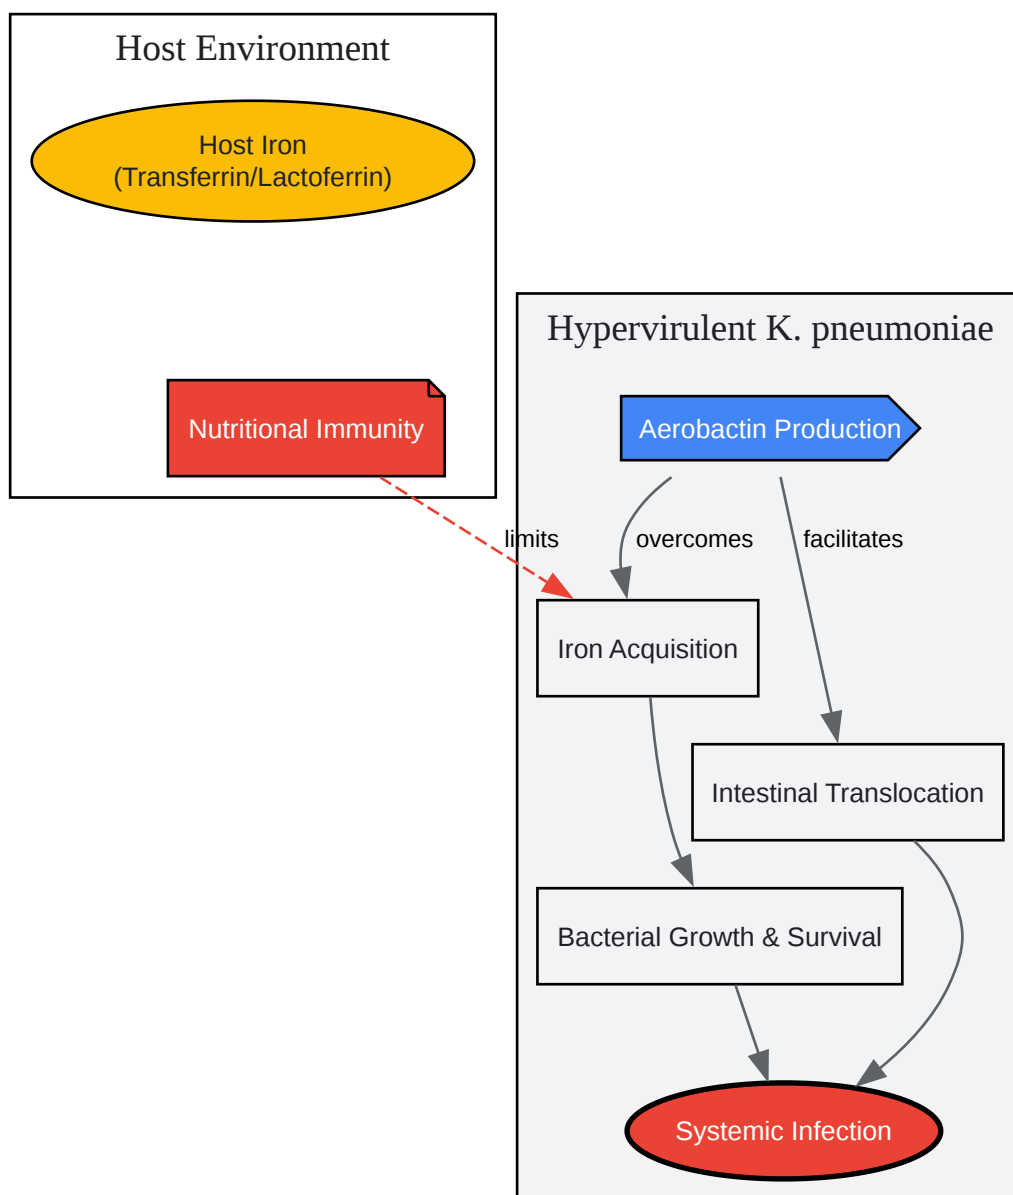 Host Environment
Host Iron
(Transferrin/Lactoferrin)
Hypervirulent K. pneumoniae
Nutritional Immunity
Aerobactin Production
limits
overcomes
facilitates
Iron Acquisition
Intestinal Translocation
Bacterial Growth & Survival
Systemic Infection